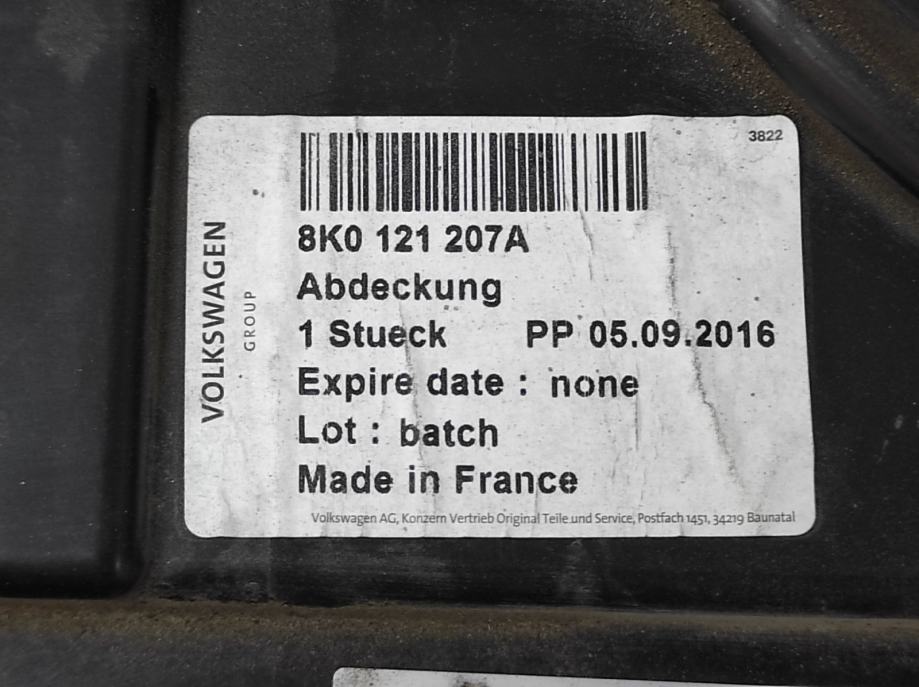 3822
8K0 121 207A
Abdeckung
1 Stueck PP 05.09.2016
Expire date : none
Lot : batch
Made in France
Volkswagen AG, Konzern Vertrieb Original Teile und Service, Postfach 1451, 34219 Baunatal
VOLKSWAGEN
GROUP